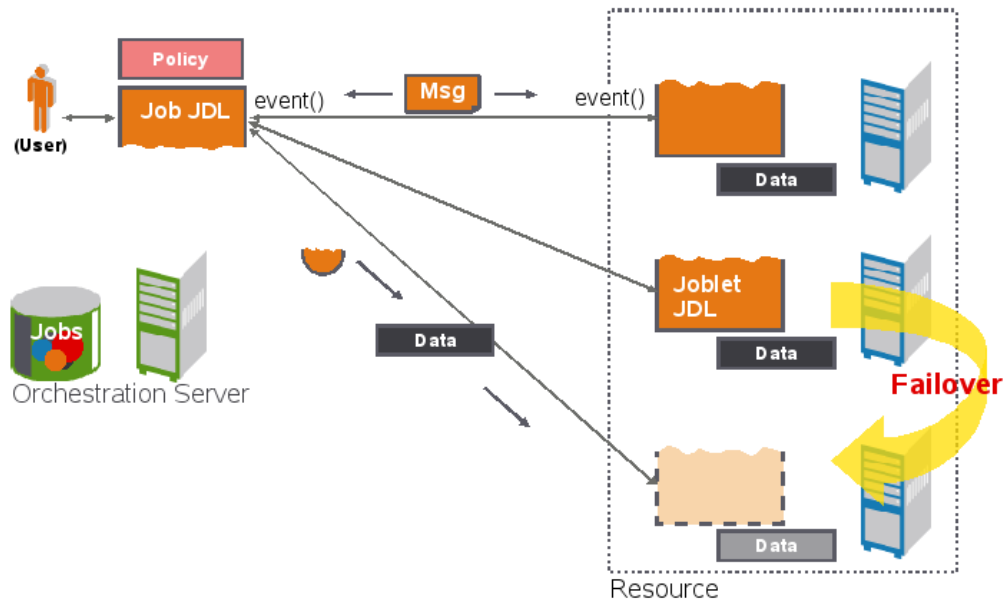 Policy
Job JDL
event()
Msg
event()
(User)
Data
Joblet
JDL
Jobs
Data
Data
Failover
Orchestration Server
Data
Resource